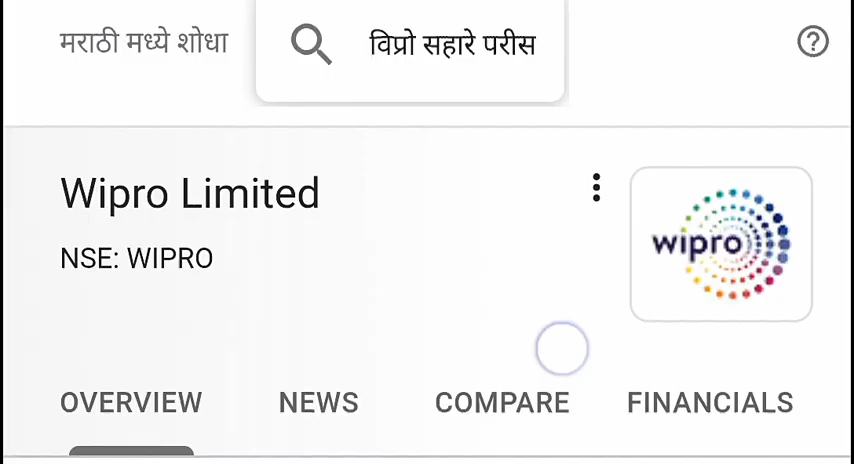 मराठी मध्ये शोधा
विप्रो सहारे परीस
Wipro Limited
NSE: WIPRO
wipro
OVERVIEW NEWS COMPARE FINANCIALS